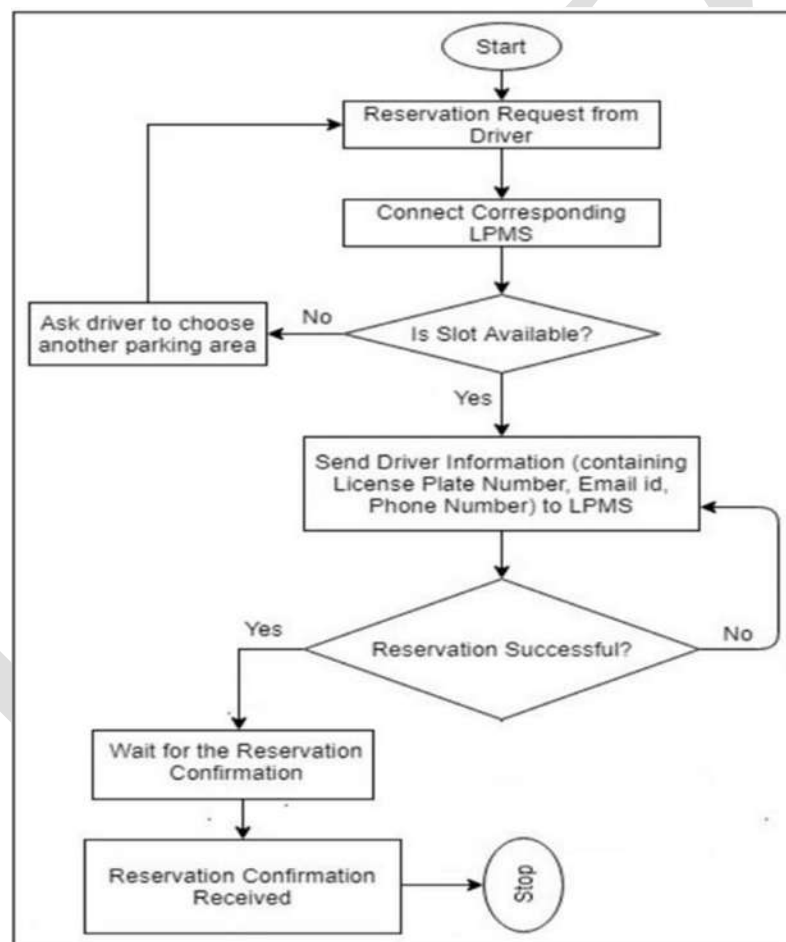 Start
Reservation Request from
Driver
Connect Corresponding
LPMS
Is Slot Available?
No
Ask driver to choose
another parking area
Yes
Send Driver Information (containing
License Plate Number, Email id,
Phone Number) to LPMS
Reservation Successful?
Yes
No
Wait for the Reservation
Confirmation
Reservation Confirmation
Received
Stop